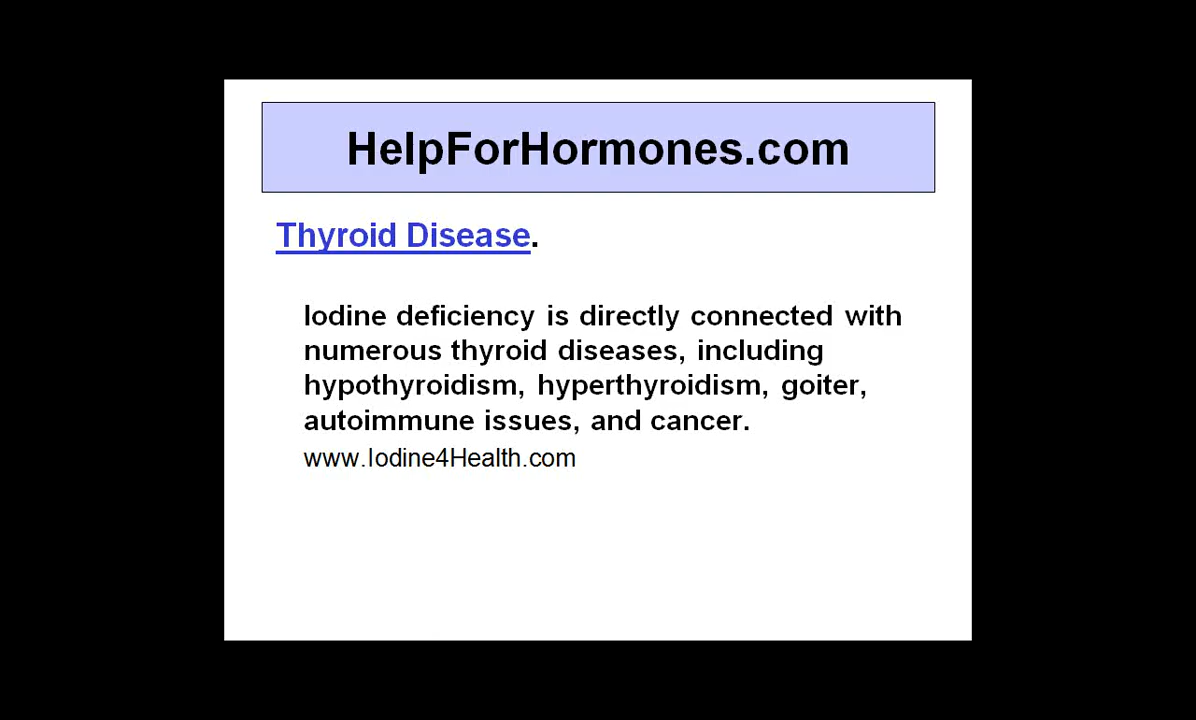 HelpForHormones.com
Thyroid Disease.
Iodine deficiency is directly connected with
numerous thyroid diseases, including
hypothyroidism, hyperthyroidism, goiter,
autoimmune issues, and cancer.
www.Iodine4Health.com